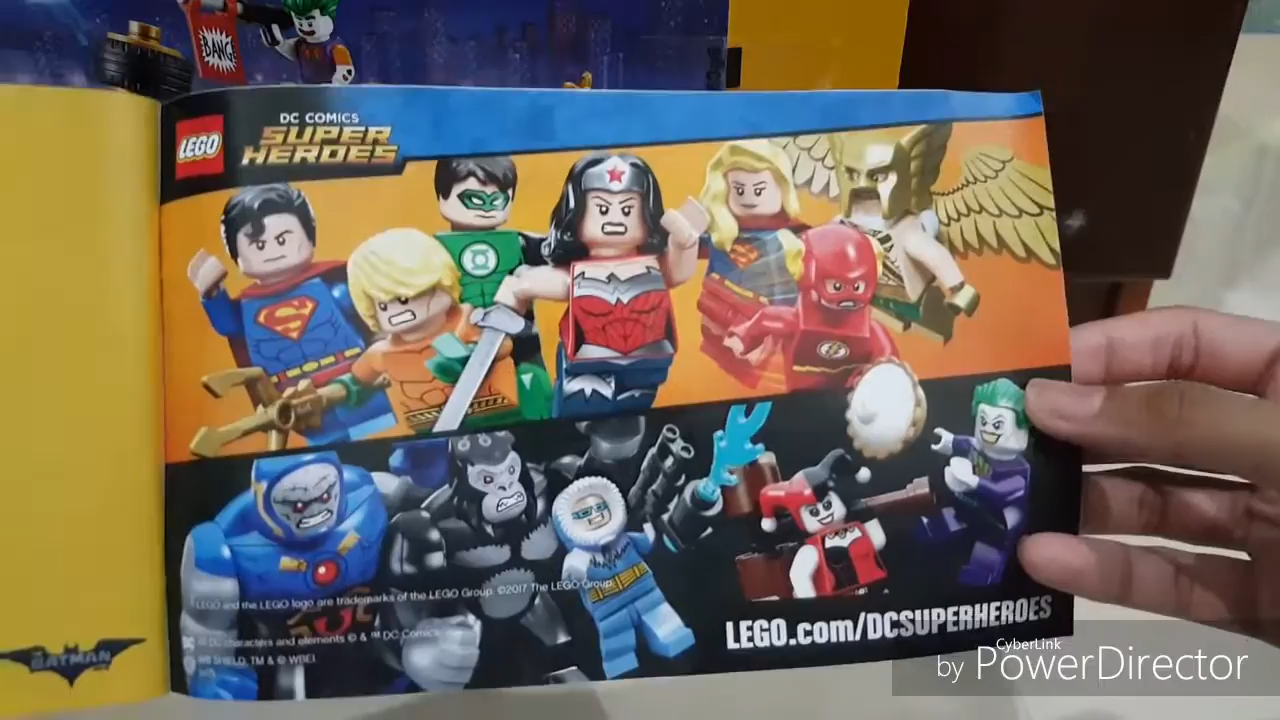 BANG!
LEGO
DC COMICS
SUPER
HEROES
S
LEGO and the LEGO logo are trademarks of the LEGO Group. ©2017 The LEGO Group.
DC characters and elements © & ™ DC Comics.
WB SHIELD: TM & © WBEI.
LEGO.com/DCSUPERHEROES
BATMAN
CyberLink
by PowerDirector